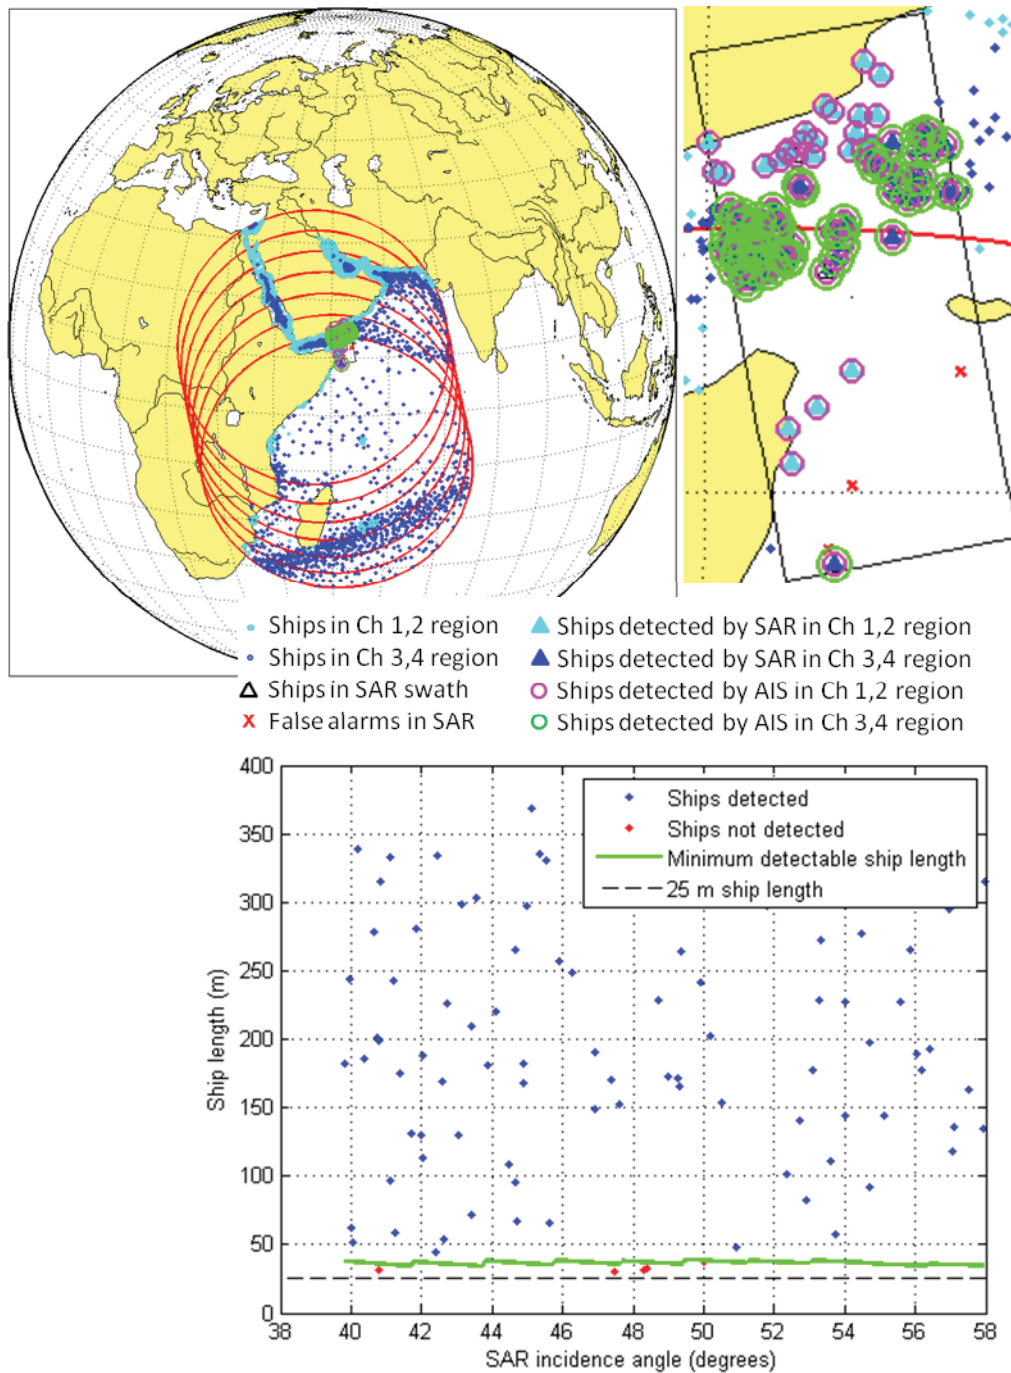 Ships in Ch 1,2 region
Ships in Ch 3,4 region
Ships in SAR swath
False alarms in SAR
Ships detected by SAR in Ch 1,2 region
Ships detected by SAR in Ch 3,4 region
Ships detected by AIS in Ch 1,2 region
Ships detected by AIS in Ch 3,4 region
400
350
300
250
200
150
100
50
0
Ship length (m)
Ships detected
Ships not detected
Minimum detectable ship length
25 m ship length
38 40 42 44 46 48 50 52 54 56 58
SAR incidence angle (degrees)